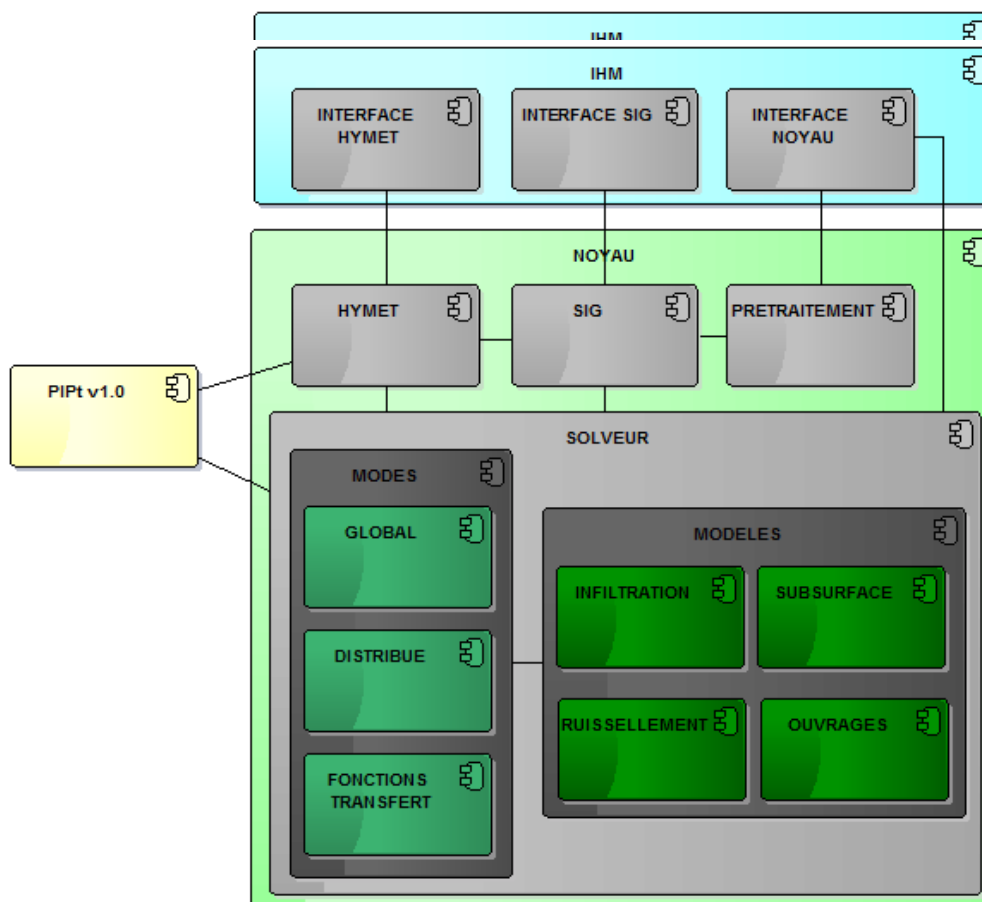 IHM
IHM
INTERFACE
HYMET
INTERFACE SIG
INTERFACE
NOYAU
NOYAU
HYMET
SIG
PRETRAITEMENT
PIPt v1.0
SOLVEUR
MODES
GLOBAL
DISTRIBUE
FONCTIONS
TRANSFERT
MODELES
INFILTRATION
SUBSURFACE
RUISSELLEMENT
OUVRAGES